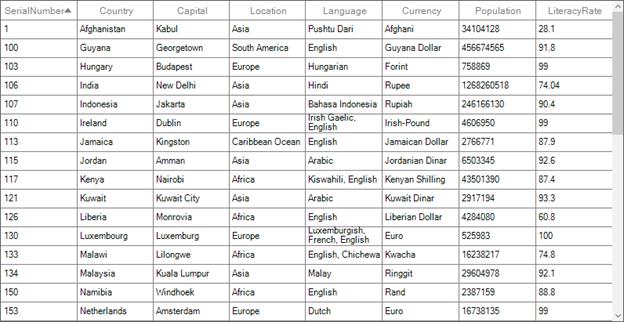 SerialNumber Country Capital Location Language Currency Population LiteracyRate
1 Afghanistan Kabul Asia Pushtu Dari Afghani 34104128 28.1
100 Guyana Georgetown South America English Guyana Dollar 456674565 91.8
103 Hungary Budapest Europe Hungarian Forint 758869 99
106 India New Delhi Asia Hindi Rupee 1268260518 74.04
107 Indonesia Jakarta Asia Bahasa Indonesia Rupiah 246166130 90.4
110 Ireland Dublin Europe Irish Gaelic, English Irish-Pound 4606950 99
113 Jamaica Kingston Caribbean Ocean English Jamaican Dollar 2766771 87.9
115 Jordan Amman Asia Arabic Jordanian Dinar 6503345 92.6
117 Kenya Nairobi Africa Kiswahili, English Kenyan Shilling 43501390 87.4
121 Kuwait Kuwait City Asia Arabic Kuwait Dinar 2917194 93.3
126 Liberia Monrovia Africa English Liberian Dollar 4284080 60.8
130 Luxembourg Luxemburg Europe Luxemburgish, French, English Euro 525983 100
133 Malawi Lilongwe Africa English, Chichewa Kwacha 16238217 74.8
134 Malaysia Kuala Lumpur Asia Malay Ringgit 29604978 92.1
150 Namibia Windhoek Africa English Rand 2387159 88.8
153 Netherlands Amsterdam Europe Dutch Euro 16738135 99